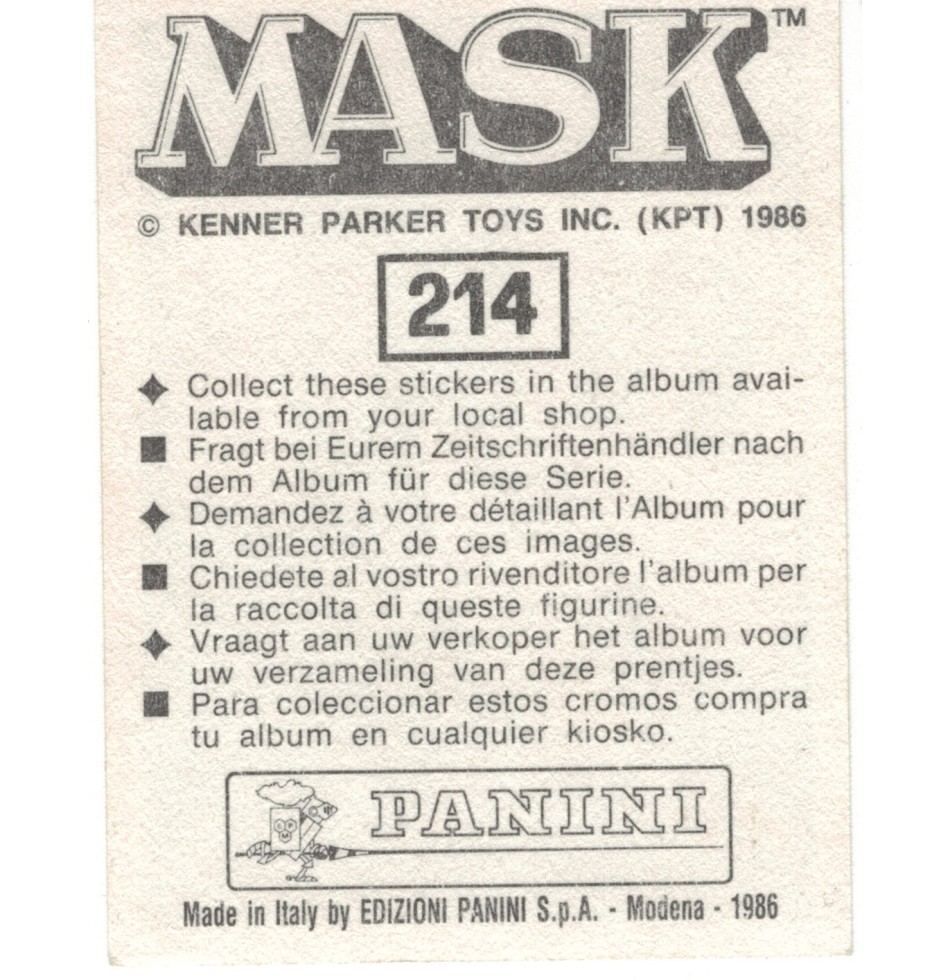 MASK™
© KENNER PARKER TOYS INC. (KPT) 1986
214
✦ Collect these stickers in the album avai-
lable from your local shop.
■ Fragt bei Eurem Zeitschriftenhändler nach
dem Album für diese Serie.
✦ Demandez à votre détaillant l'Album pour
la collection de ces images.
■ Chiedete al vostro rivenditore l'album per
la raccolta di queste figurine.
✦ Vraagt aan uw verkoper het album voor
uw verzameling van deze prentjes.
■ Para coleccionar estos cromos compra
tu album en cualquier kiosko.
PANINI
Made in Italy by EDIZIONI PANINI S.p.A. - Modena - 1986